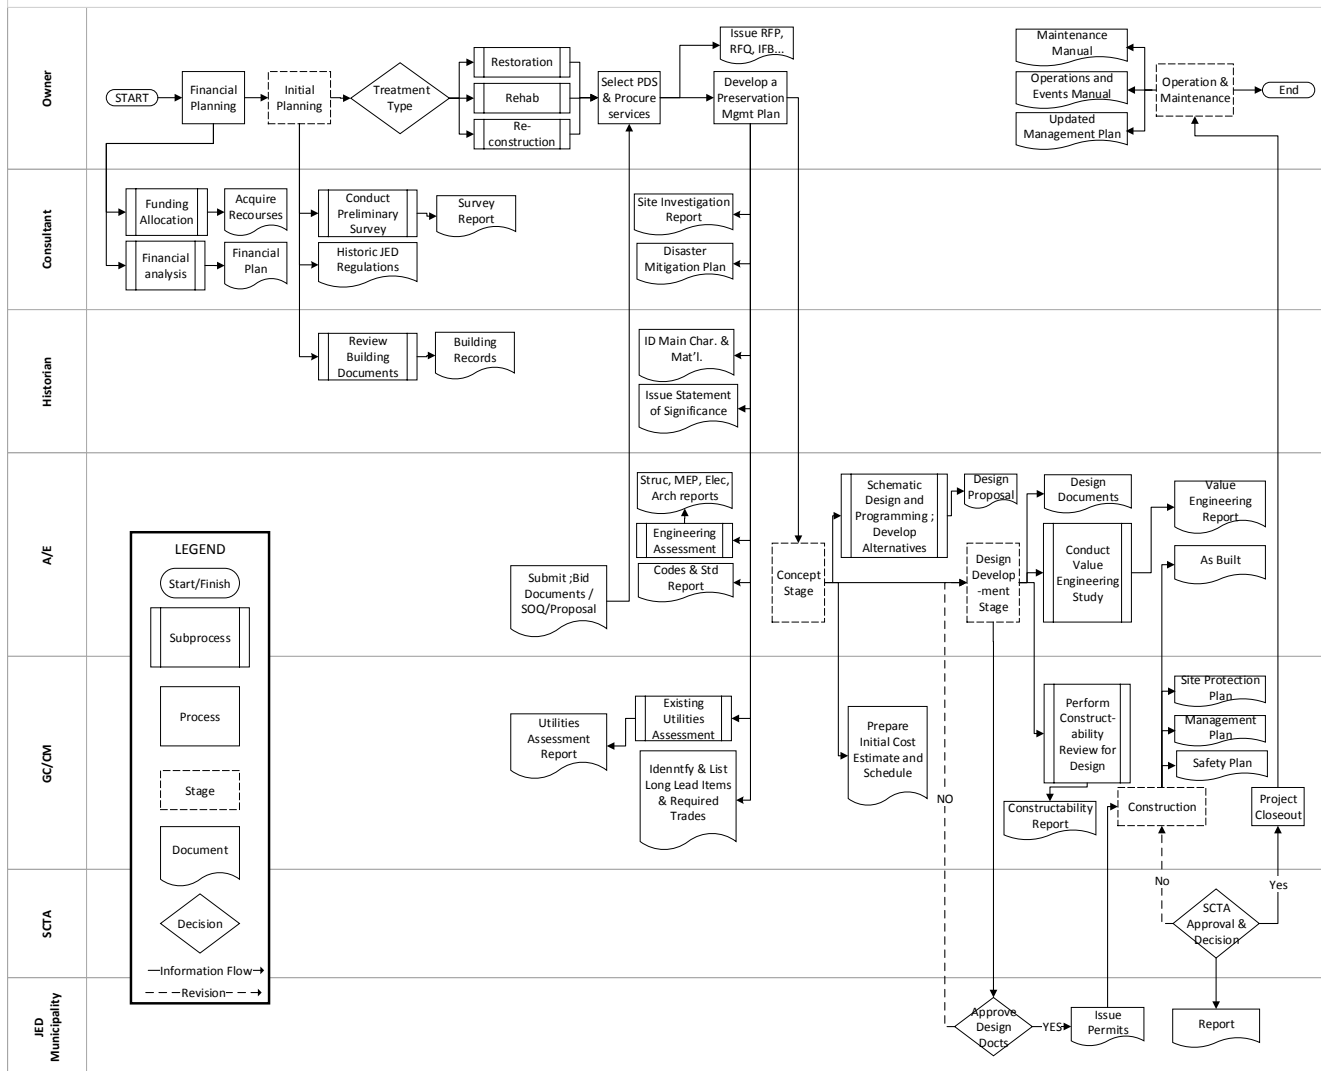 Owner
START
Financial
Planning
Initial
Planning
Treatment
Type
Restoration
Rehab
Re-
construction
Select PDS
& Procure
services
Issue RFP,
RFQ, IFB...
Develop a
Preservation
Mgmt Plan
Maintenance
Manual
Operations and
Events Manual
Updated
Management Plan
Operation &
Maintenance
End
Consultant
Funding
Allocation
Acquire
Recourses
Financial
analysis
Financial
Plan
Conduct
Preliminary
Survey
Survey
Report
Historic JED
Regulations
Site Investigation
Report
Disaster
Mitigation Plan
Historian
Review
Building
Documents
Building
Records
ID Main Char. &
Mat'l.
Issue Statement
of Significance
A/E
Struc, MEP, Elec,
Arch reports
Engineering
Assessment
Codes & Std
Report
Submit ;Bid
Documents /
SOQ/Proposal
Concept
Stage
Schematic
Design and
Programming ;
Develop
Alternatives
Design
Proposal
Design
Develop
-ment
Stage
Design
Documents
Conduct
Value
Engineering
Study
Value
Engineering
Report
As Built
GC/CM
Utilities
Assessment
Report
Existing
Utilities
Assessment
Idenntfy & List
Long Lead Items
& Required
Trades
Prepare
Initial Cost
Estimate and
Schedule
NO
Perform
Construct-
ability
Review for
Design
Constructability
Report
Site Protection
Plan
Management
Plan
Safety Plan
Construction
Project
Closeout
SCTA
No
SCTA
Approval &
Decision
Yes
JED
Municipality
Approve
Design
Docts
YES
Issue
Permits
Report
LEGEND
Start/Finish
Subprocess
Process
Stage
Document
Decision
Information Flow
Revision